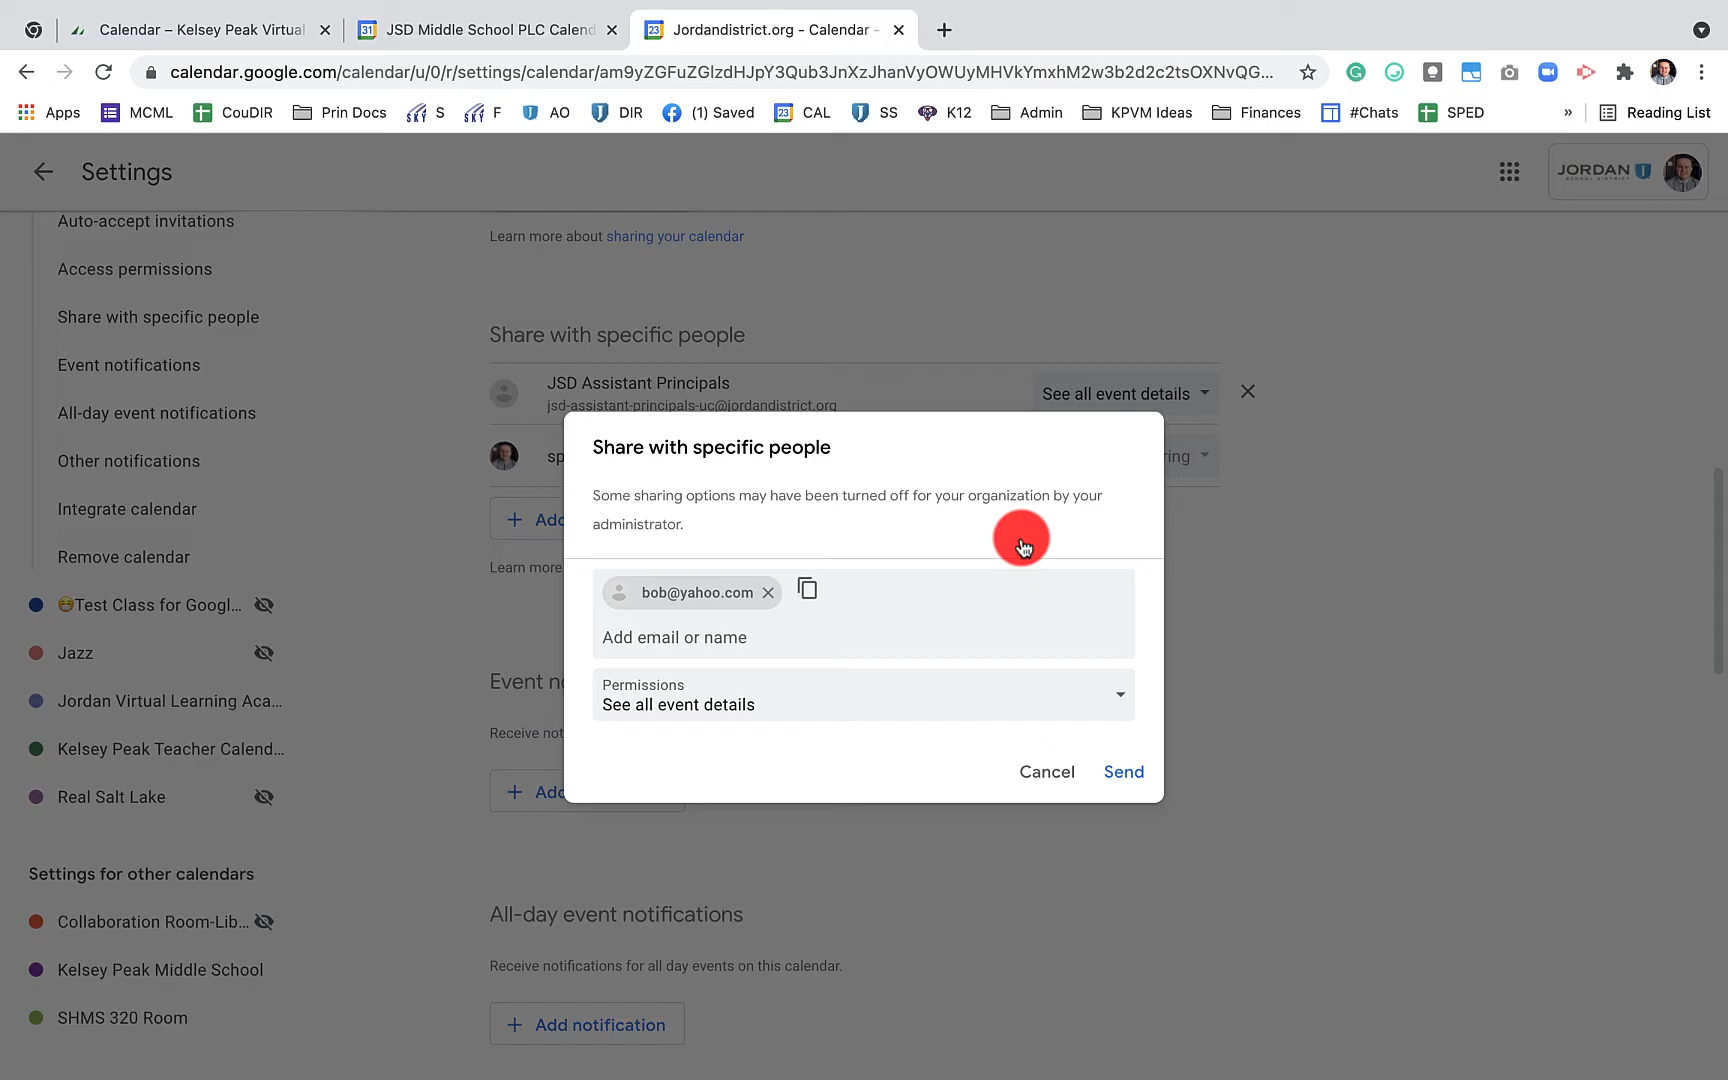 Calendar – Kelsey Peak Virtual
JSD Middle School PLC Calend
Jordandistrict.org - Calendar -
calendar.google.com/calendar/u/0/r/settings/calendar/am9yZGFuZGlzdHJpY3Qub3JnXzJhanVyOWUyMHVkYmxhM2w3b2d2c2tsOXNvQG...
Apps
MCML
CouDIR
Prin Docs
S
F
AO
DIR
(1) Saved
CAL
SS
K12
Admin
KPVM Ideas
Finances
#Chats
SPED
»
Reading List
Settings
JORDAN
SCHOOL DISTRICT
Auto-accept invitations
Access permissions
Share with specific people
Event notifications
All-day event notifications
Other notifications
Integrate calendar
Remove calendar
😁Test Class for Googl...
Jazz
Jordan Virtual Learning Aca...
Kelsey Peak Teacher Calend...
Real Salt Lake
Settings for other calendars
Collaboration Room-Lib...
Kelsey Peak Middle School
SHMS 320 Room
Learn more about sharing your calendar
Share with specific people
JSD Assistant Principals
jsd-assistant-principals-uc@jordandistrict.org
See all event details
sp
ring
+ Add
Learn more
Event no
Receive not
+ Add
All-day event notifications
Receive notifications for all day events on this calendar.
+ Add notification
Share with specific people
Some sharing options may have been turned off for your organization by your
administrator.
bob@yahoo.com
Add email or name
Permissions
See all event details
Cancel
Send